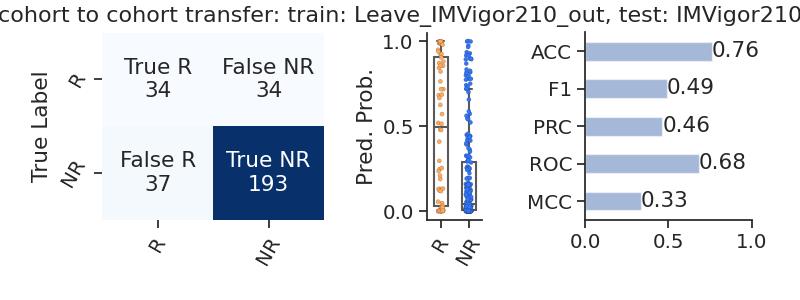 cohort to cohort transfer: train: Leave_IMVigor210_out, test: IMVigor210
True Label
R
NR
True R
34
False NR
34
False R
37
True NR
193
R
NR
Pred. Prob.
1.0
0.5
0.0
R
NR
ACC
0.76
F1
0.49
PRC
0.46
ROC
0.68
MCC
0.33
0.0
0.5
1.0